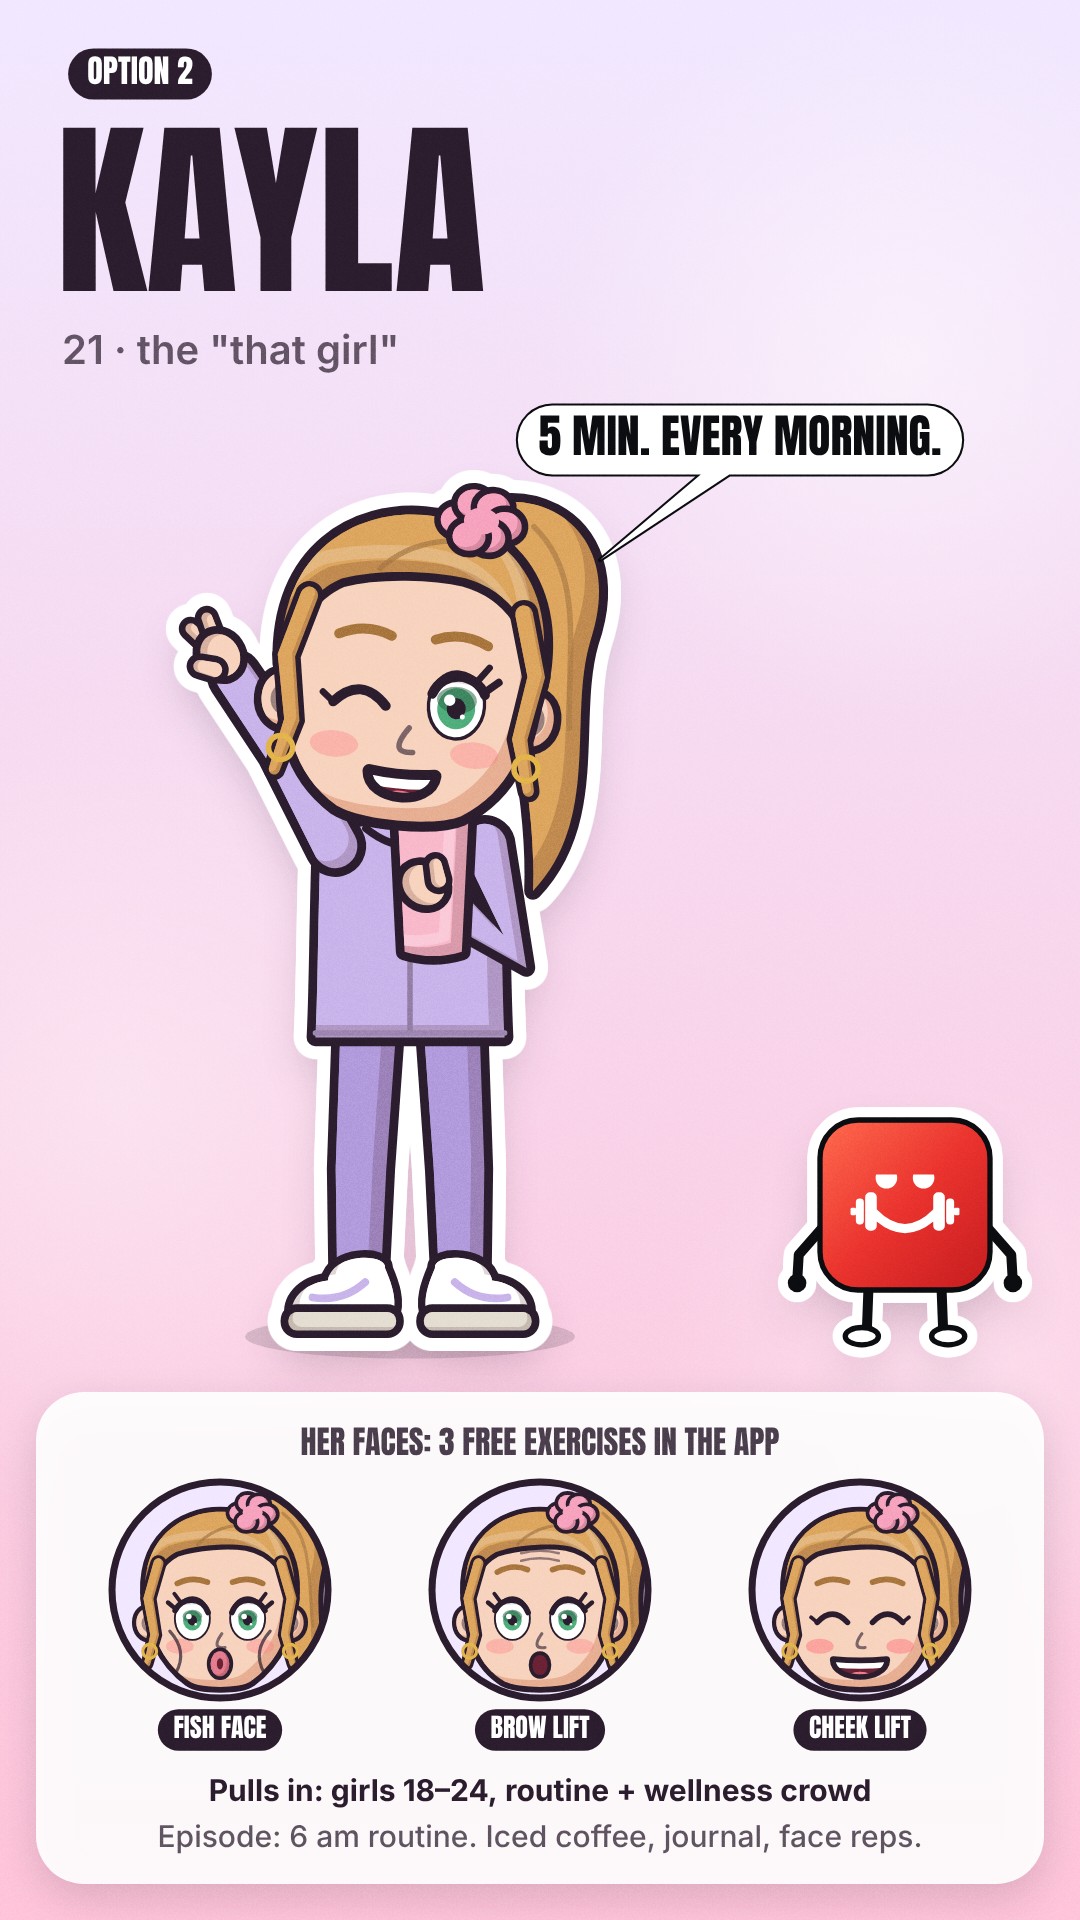 OPTION 2
KAYLA
21 · the "that girl"
5 MIN. EVERY MORNING.
HER FACES: 3 FREE EXERCISES IN THE APP
FISH FACE
BROW LIFT
CHEEK LIFT
Pulls in: girls 18–24, routine + wellness crowd
Episode: 6 am routine. Iced coffee, journal, face reps.